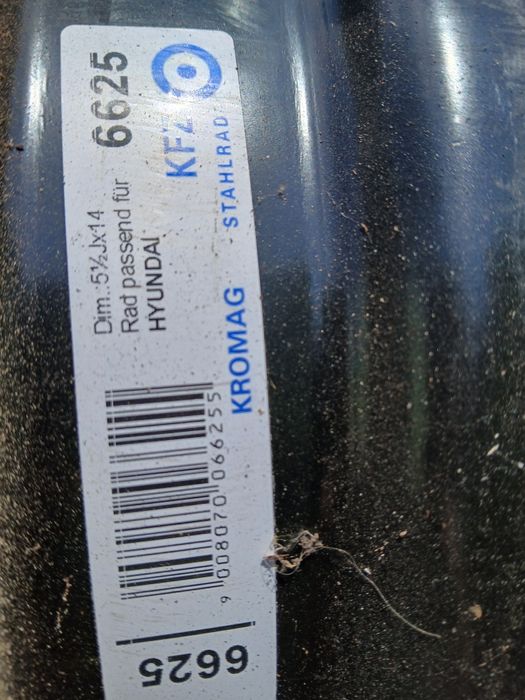 6625
Dim.:5½Jx14
Rad passend für
HYUNDAI
KFZ
KROMAG STAHLRAD
9 008070 066255
6625